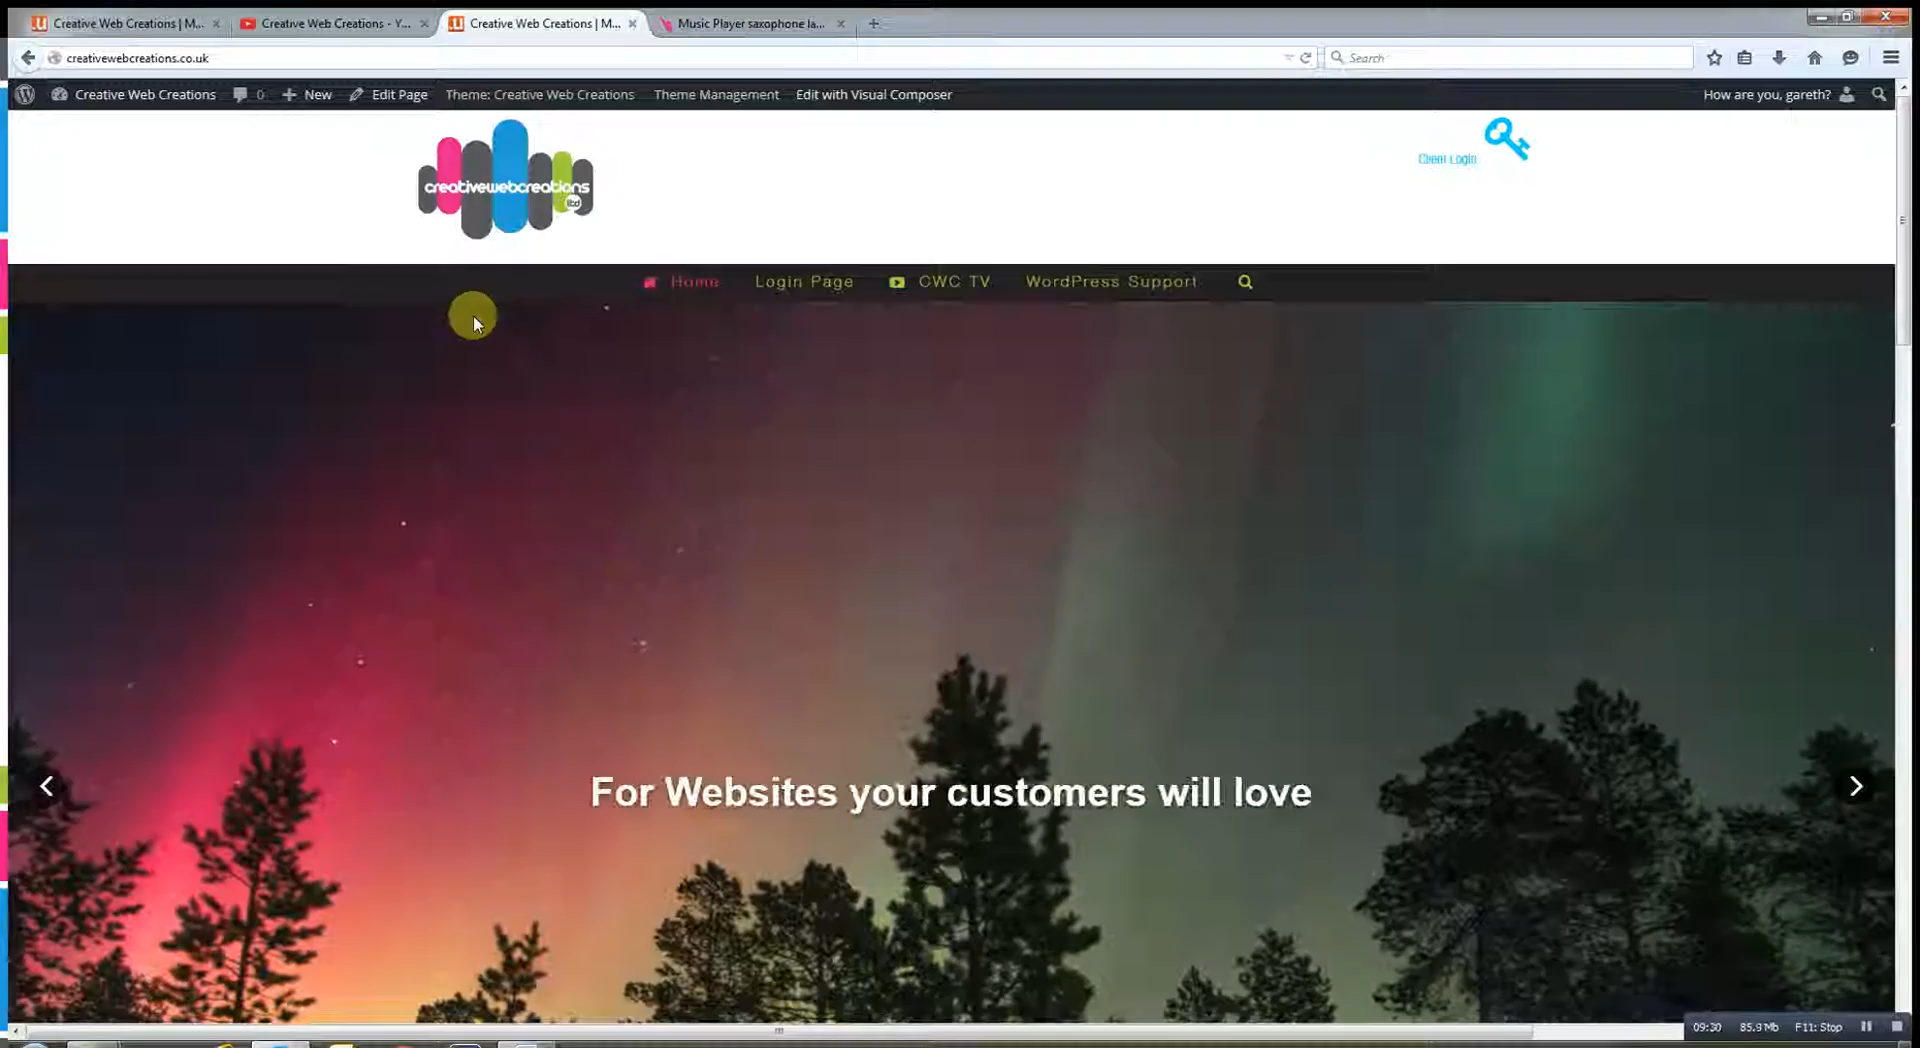 Creative Web Creations | M...
Creative Web Creations - Y...
Creative Web Creations | M...
Music Player saxophone la...
creativewebcreations.co.uk
Search
Creative Web Creations 0 New Edit Page Theme: Creative Web Creations Theme Management Edit with Visual Composer How are you, gareth?
creativewebcreations
ltd
Client Login
Home Login Page CWC TV WordPress Support
For Websites your customers will love
09:30 85.9 Mb F11: Stop